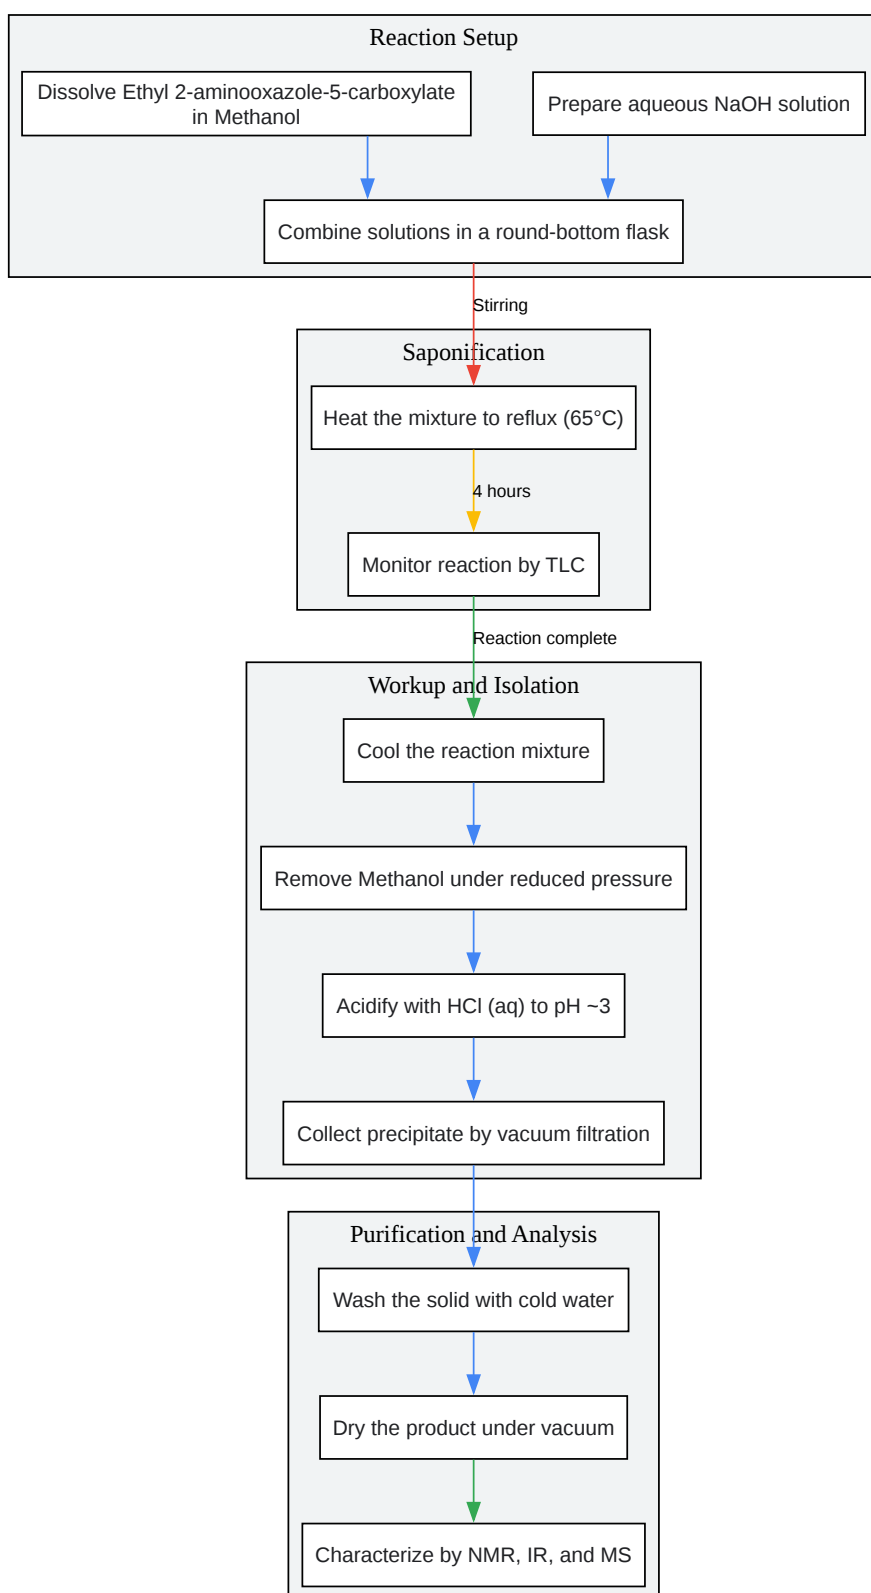 Reaction Setup
Dissolve Ethyl 2-aminooxazole-5-carboxylate
in Methanol
Prepare aqueous NaOH solution
Combine solutions in a round-bottom flask
Stirring
Saponification
Heat the mixture to reflux (65°C)
4 hours
Monitor reaction by TLC
Reaction complete
Workup and Isolation
Cool the reaction mixture
Remove Methanol under reduced pressure
Acidify with HCl (aq) to pH ~3
Collect precipitate by vacuum filtration
Purification and Analysis
Wash the solid with cold water
Dry the product under vacuum
Characterize by NMR, IR, and MS